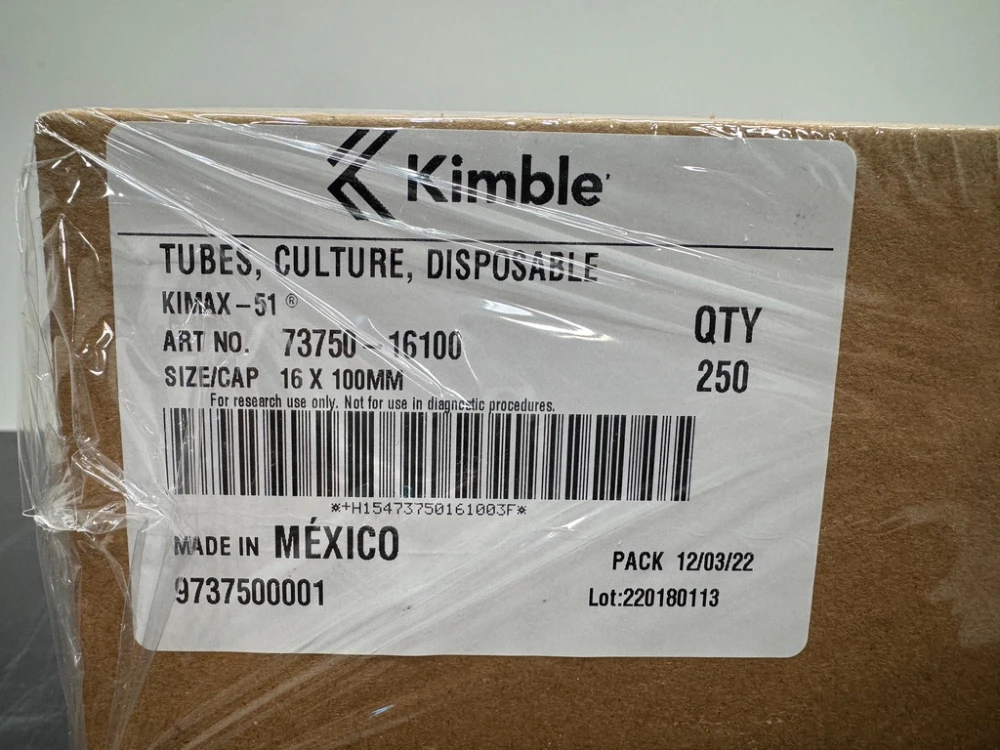 Kimble
TUBES, CULTURE, DISPOSABLE
KIMAX-51 ®
ART NO. 73750-16100
SIZE/CAP 16 X 100MM
QTY
250
For research use only. Not for use in diagnostic procedures.
*+H15473750161003F*
MADE IN MÉXICO
9737500001
PACK 12/03/22
Lot:220180113